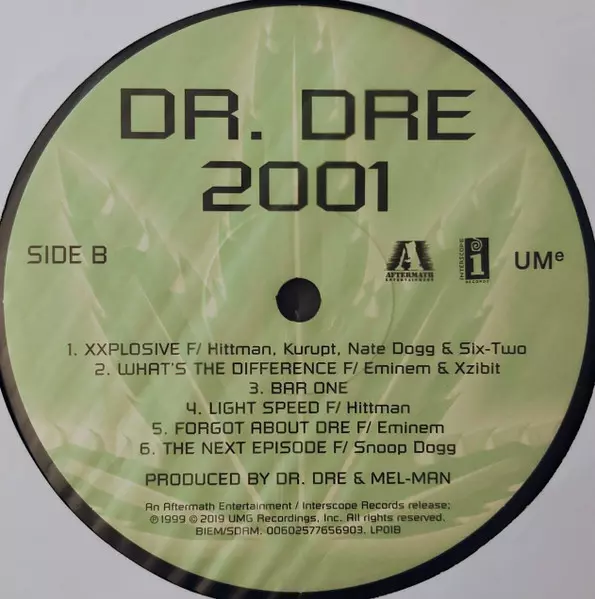 DR. DRE
2001
SIDE B
A
AFTERMATH
ENTERTAINMENT
INTERSCOPE
RECORDS
i
UMe
1. XXPLOSIVE F/ Hittman, Kurupt, Nate Dogg & Six-Two
2. WHAT'S THE DIFFERENCE F/ Eminem & Xzibit
3. BAR ONE
4. LIGHT SPEED F/ Hittman
5. FORGOT ABOUT DRE F/ Eminem
6. THE NEXT EPISODE F/ Snoop Dogg
PRODUCED BY DR. DRE & MEL-MAN
An Aftermath Entertainment / Interscope Records release;
℗ 1999 © 2019 UMG Recordings, Inc. All rights reserved.
BIEM/SDRM. 00602577656903. LP01B